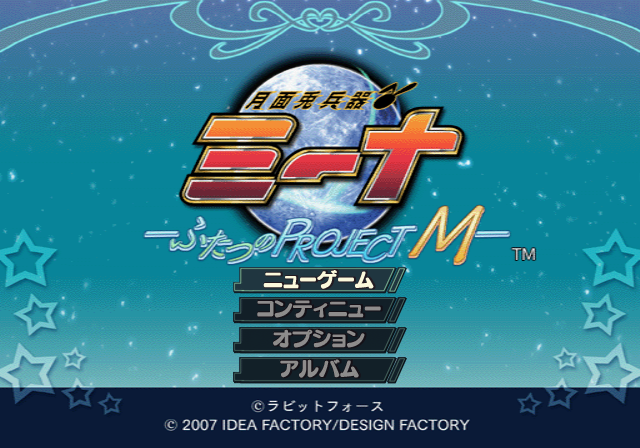 月面兎兵器
ミーナ
－ふたつのPROJECT M－
TM
ニューゲーム
コンティニュー
オプション
アルバム
©ラビットフォース
© 2007 IDEA FACTORY/DESIGN FACTORY